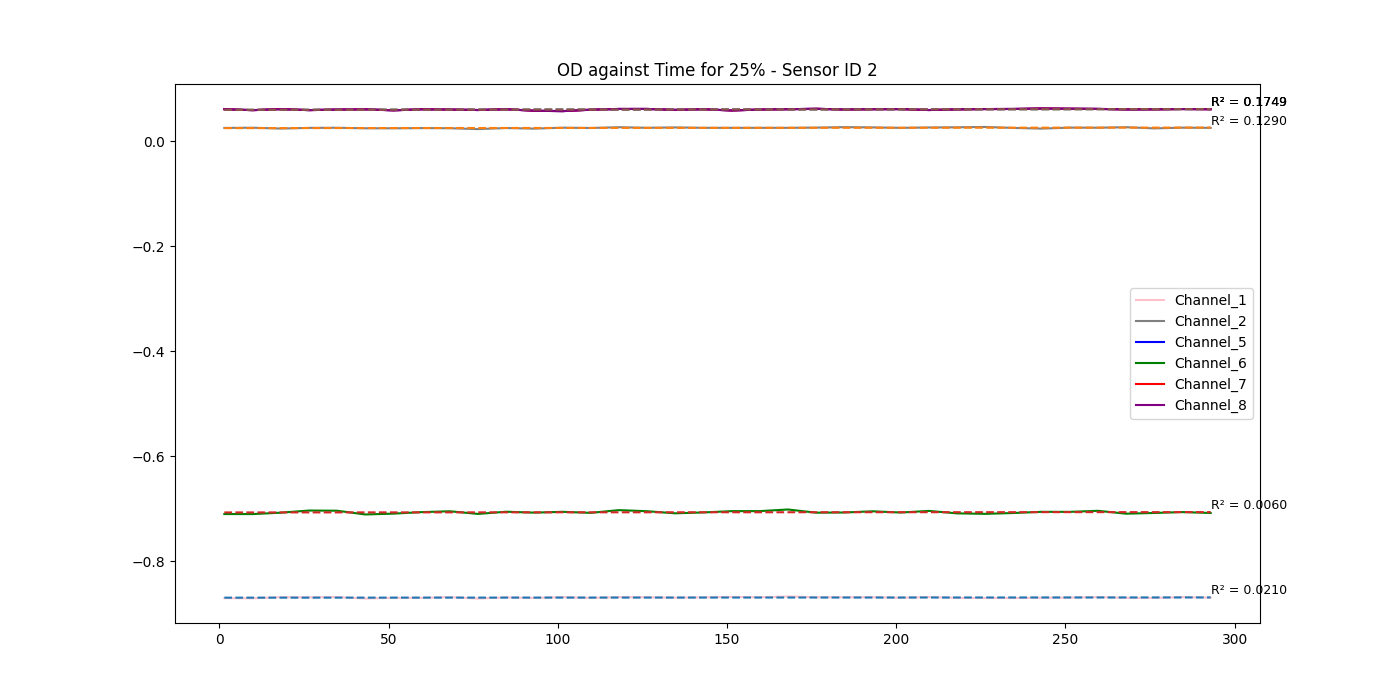 OD against Time for 25% - Sensor ID 2
R² = 0.1749
R² = 0.1290
0.0
−0.2
−0.4
−0.6
−0.8
Channel_1
Channel_2
Channel_5
Channel_6
Channel_7
Channel_8
R² = 0.0060
R² = 0.0210
0 50 100 150 200 250 300